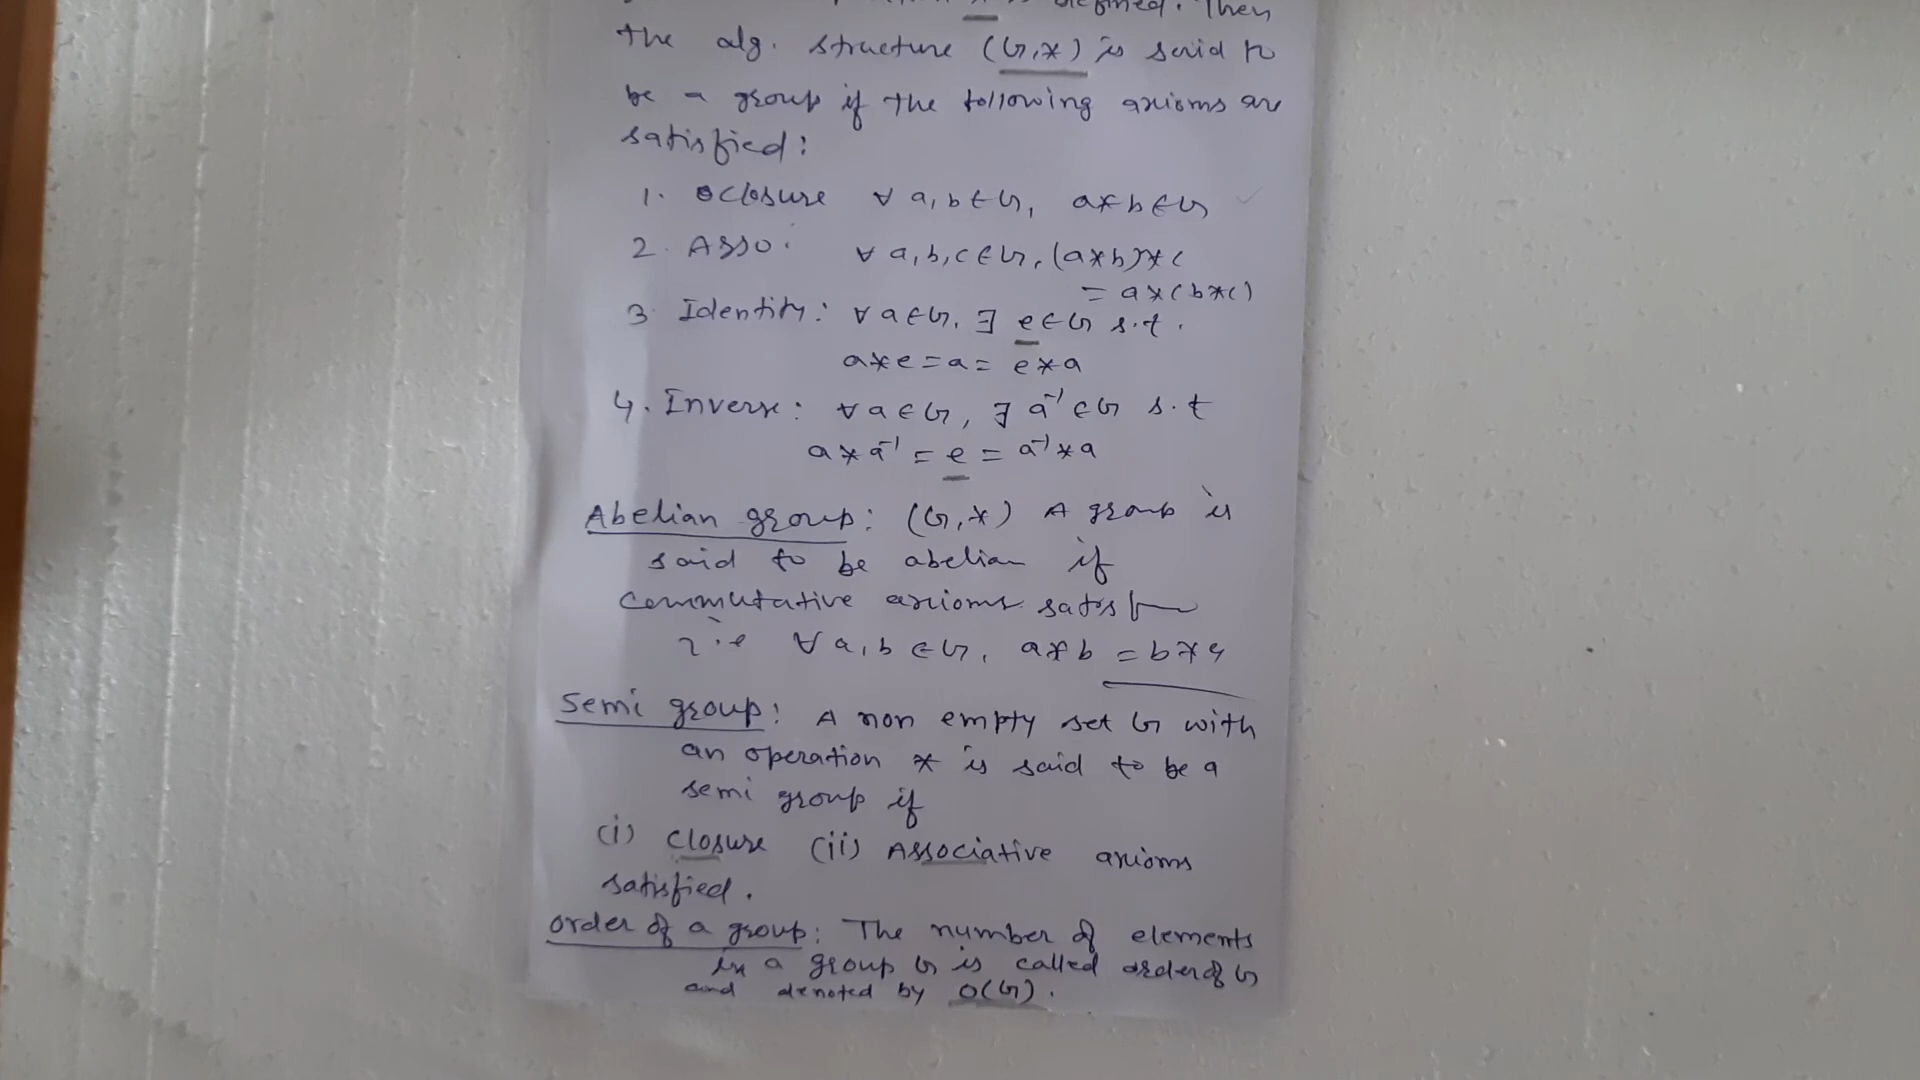 * is defined. Then
the alg. structure (G,*) is said to
be a group if the following axioms are
satisfied:
1. closure ∀ a,b ∈ G, a*b ∈ G
2. Asso. ∀ a,b,c ∈ G, (a*b)*c
= a*(b*c)
3. Identity: ∀ a ∈ G, ∃ e ∈ G s.t.
a*e = a = e*a
4. Inverse: ∀ a ∈ G, ∃ a⁻¹ ∈ G s.t
a*a⁻¹ = e = a⁻¹*a
Abelian group: (G,*) A group is
said to be abelian if
commutative axioms
i.e ∀ a,b ∈ G, a*b = b*a
Semi group: A non empty set G with
an operation * is said to be a
semi group if
(i) closure (ii) Associative axioms
satisfied.
order of a group: The number of elements
in a group G is called order of G
and denoted by O(G).